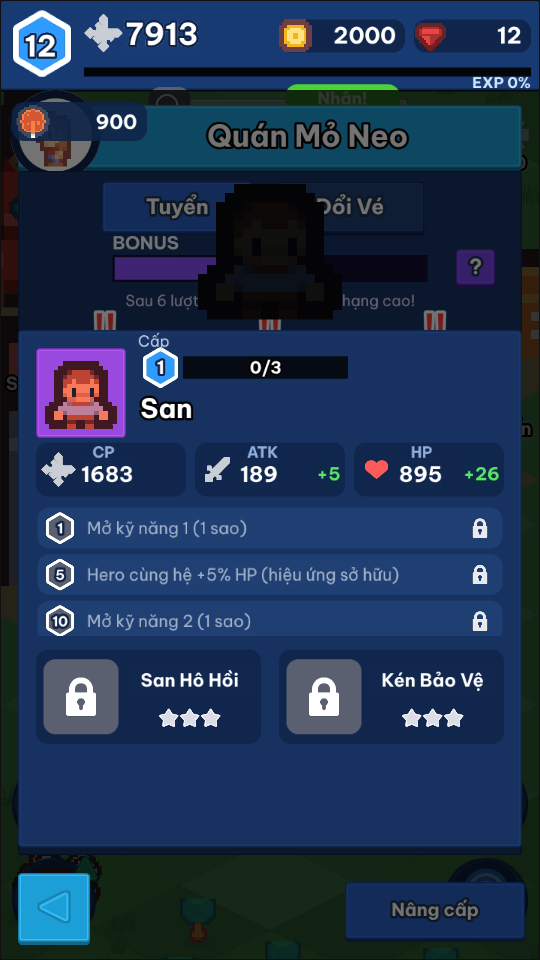 12
7913
2000
12
EXP 0%
Nhận!
900
Quán Mỏ Neo
Tuyển
Đổi Vé
BONUS
?
Sau 6 lượt
hạng cao!
Cấp
1
0/3
San
CP
1683
ATK
189
+5
HP
895
+26
1
Mở kỹ năng 1 (1 sao)
5
Hero cùng hệ +5% HP (hiệu ứng sở hữu)
10
Mở kỹ năng 2 (1 sao)
San Hô Hồi
Kén Bảo Vệ
Nâng cấp